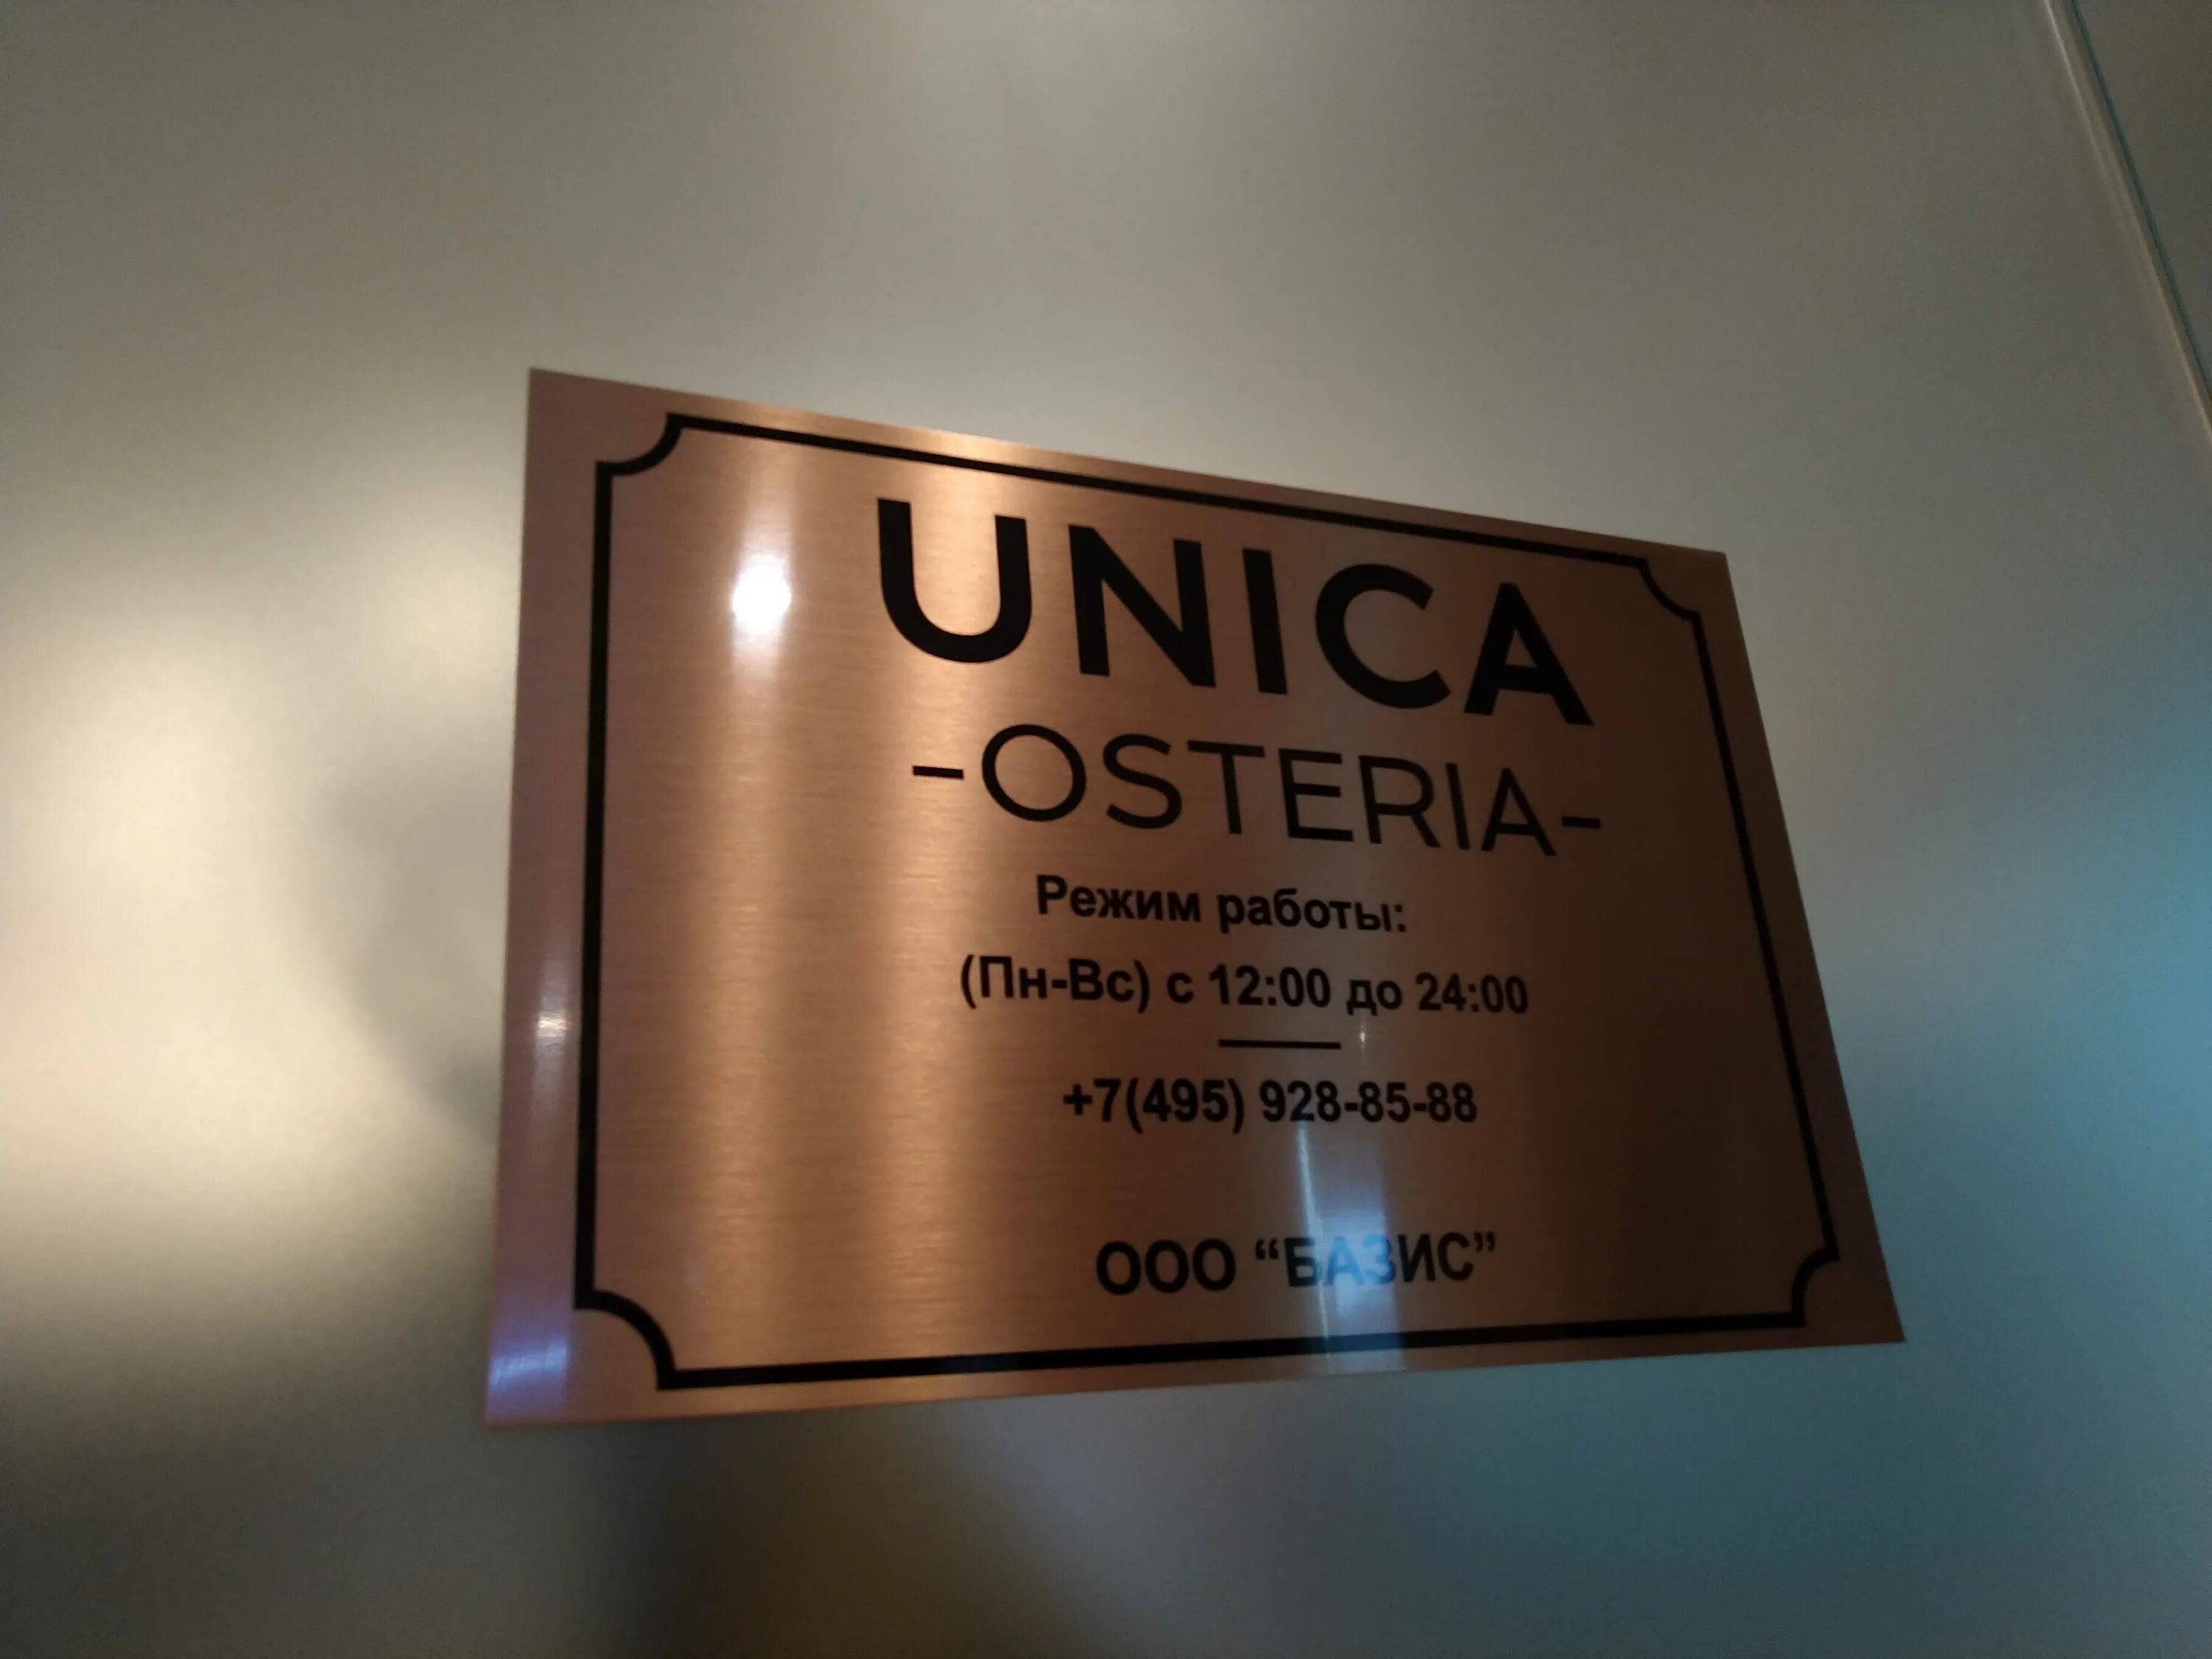 UNICA
-OSTERIA-
Режим работы:
(Пн-Вс) с 12:00 до 24:00
+7(495) 928-85-88
ООО “БАЗИС”